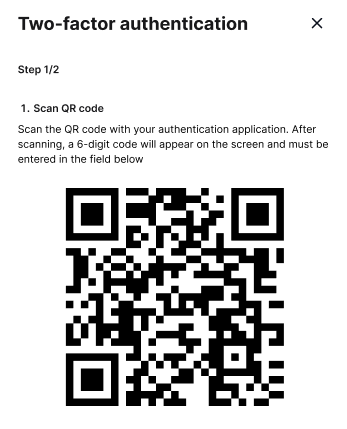 Two-factor authentication
Step 1/2
1. Scan QR code
Scan the QR code with your authentication application. After
scanning, a 6-digit code will appear on the screen and must be
entered in the field below